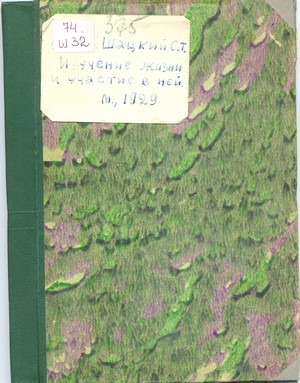 375
74.
Ш32
Шацкий С.Т.
Изучение жизни
и участие в ней.
М., 1929